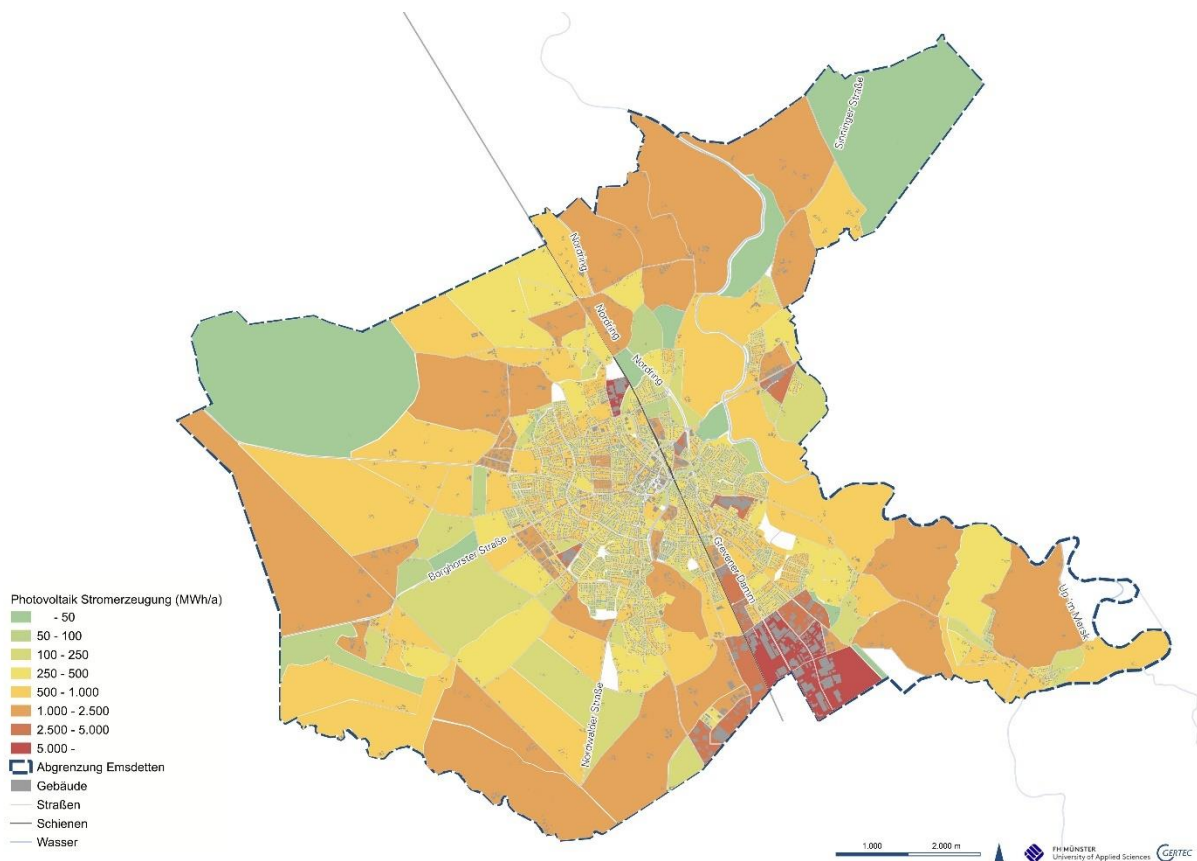 Sinninger Straße
Nordring
Nordring
Nordring
Borghorster Straße
Grevener Damm
Up 'm Marsk
Nordwalder Straße
Photovoltaik Stromerzeugung (MWh/a)
- 50
50 - 100
100 - 250
250 - 500
500 - 1.000
1.000 - 2.500
2.500 - 5.000
5.000 -
Abgrenzung Emsdetten
Gebäude
Straßen
Schienen
Wasser
1.000 2.000 m
FH MÜNSTER
University of Applied Sciences
GERTEC